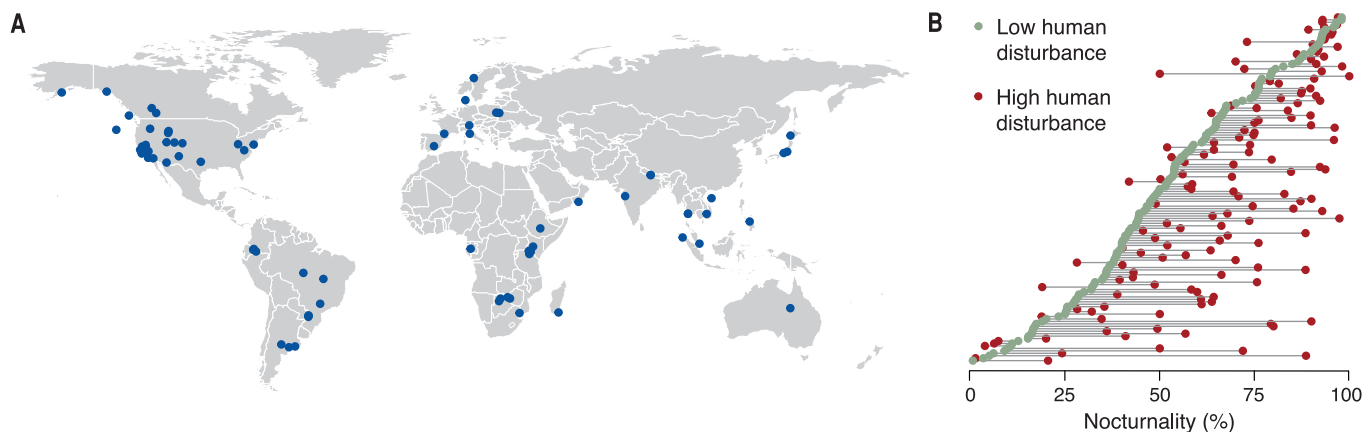 A
B
Low human
disturbance
High human
disturbance
0 25 50 75 100
Nocturnality (%)